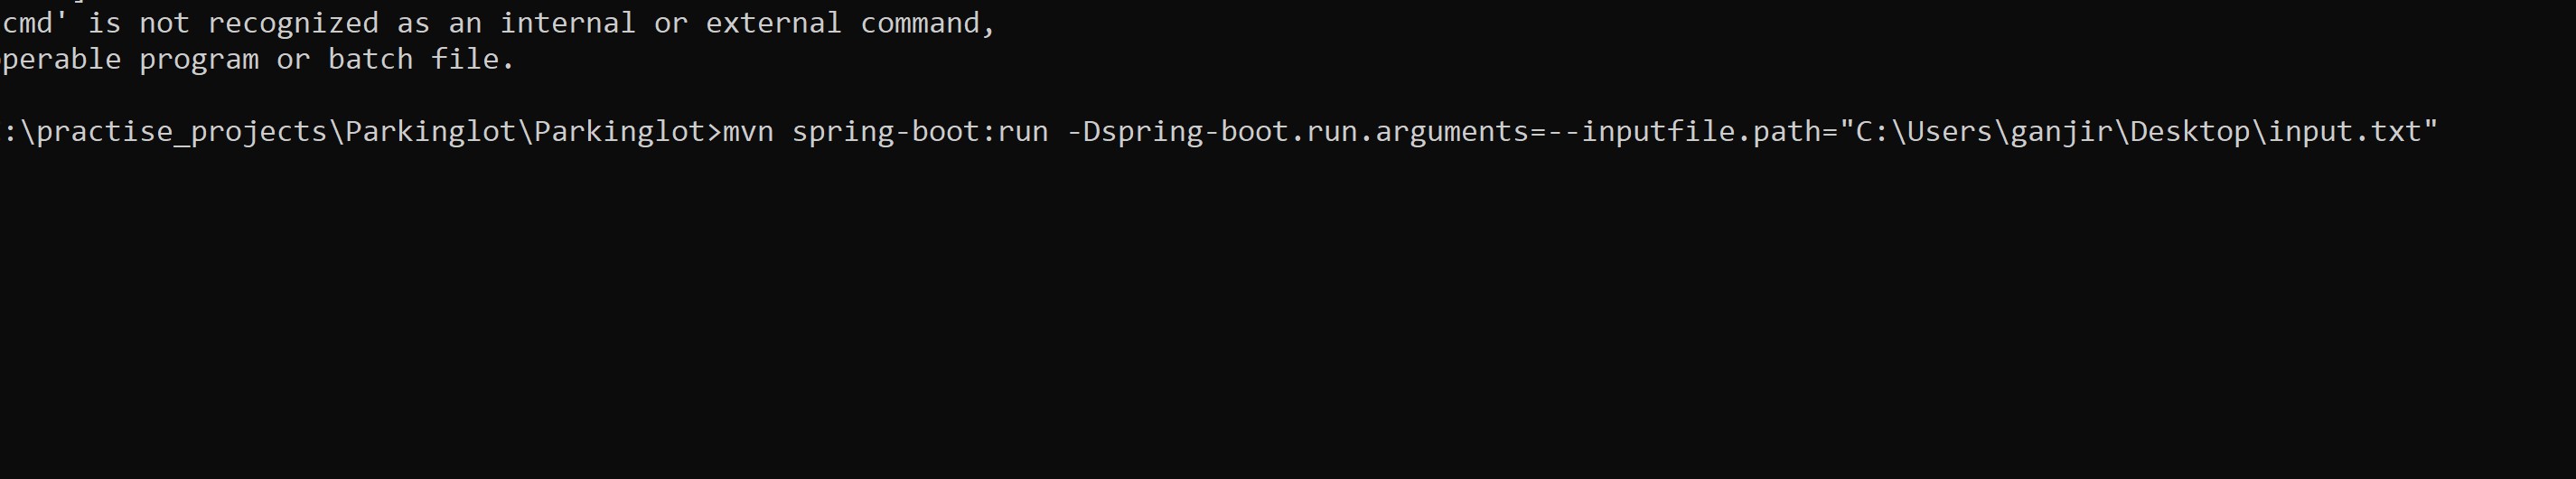 cmd' is not recognized as an internal or external command,
perable program or batch file.
:\practise_projects\Parkinglot\Parkinglot>mvn spring-boot:run -Dspring-boot.run.arguments=--inputfile.path="C:\Users\ganjir\Desktop\input.txt"